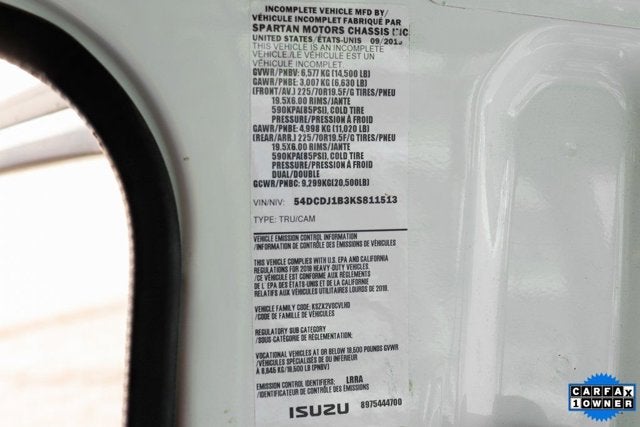 INCOMPLETE VEHICLE MFD BY/
VÉHICULE INCOMPLET FABRIQUÉ PAR
SPARTAN MOTORS CHASSIS INC
UNITED STATES/ÉTATS-UNIS 09/2019
THIS VEHICLE IS AN INCOMPLETE
VEHICLE./LE VÉHICULE EST UN
VÉHICULE INCOMPLET
GVWR/PNBV: 6,577 KG (14,500 LB)
GAWR/PNBE: 3,007 KG (6,630 LB)
(FRONT/AV.) 225/70R19.5F/G TIRES/PNEU
19.5X6.00 RIMS/JANTE
590KPA(85PSI), COLD TIRE
PRESSURE/PRESSION À FROID
GAWR/PNBE: 4,998 KG (11,020 LB)
(REAR/ARR.) 225/70R19.5F/G TIRES/PNEU
19.5X6.00 RIMS/JANTE
590KPA(85PSI), COLD TIRE
PRESSURE/PRESSION À FROID
DUAL/DOUBLE
GCWR/PNBC: 9,299KG(20,500LB)
VIN/NIV: 54DCDJ1B3KS811513
TYPE: TRU/CAM
VEHICLE EMISSION CONTROL INFORMATION
/INFORMATION DE CONTRÔLE DES ÉMISSIONS DE VÉHICULES
THIS VEHICLE COMPLIES WITH U.S. EPA AND CALIFORNIA
REGULATIONS FOR 2019 HEAVY-DUTY VEHICLES.
/CE VÉHICULE EST CONFORME AUX RÈGLEMENTS
DE L'EPA DES ÉTATS-UNIS ET DE LA CALIFORNIE
RELATIFS AUX VÉHICULES UTILITAIRES LOURDS DE 2019.
VEHICLE FAMILY CODE: KSZX2VOCVLHD
/CODE DE FAMILLE DE VÉHICULES
REGULATORY SUB CATEGORY
/SOUS CATÉGORIE DE RÉGLEMENTATION;
VOCATIONAL VEHICLES AT OR BELOW 19,500 POUNDS GVWR
/VÉHICULES SPÉCIALISÉS DE OU INFÉRIEUR
À 8,845 KG/19,500 LB (PNBV)
EMISSION CONTROL IDENTIFIERS: LRRA
/IDENTIFICATEURS DE CONTRÔLE DES ÉMISSIONS
ISUZU 8975444700
CARFAX
1 OWNER